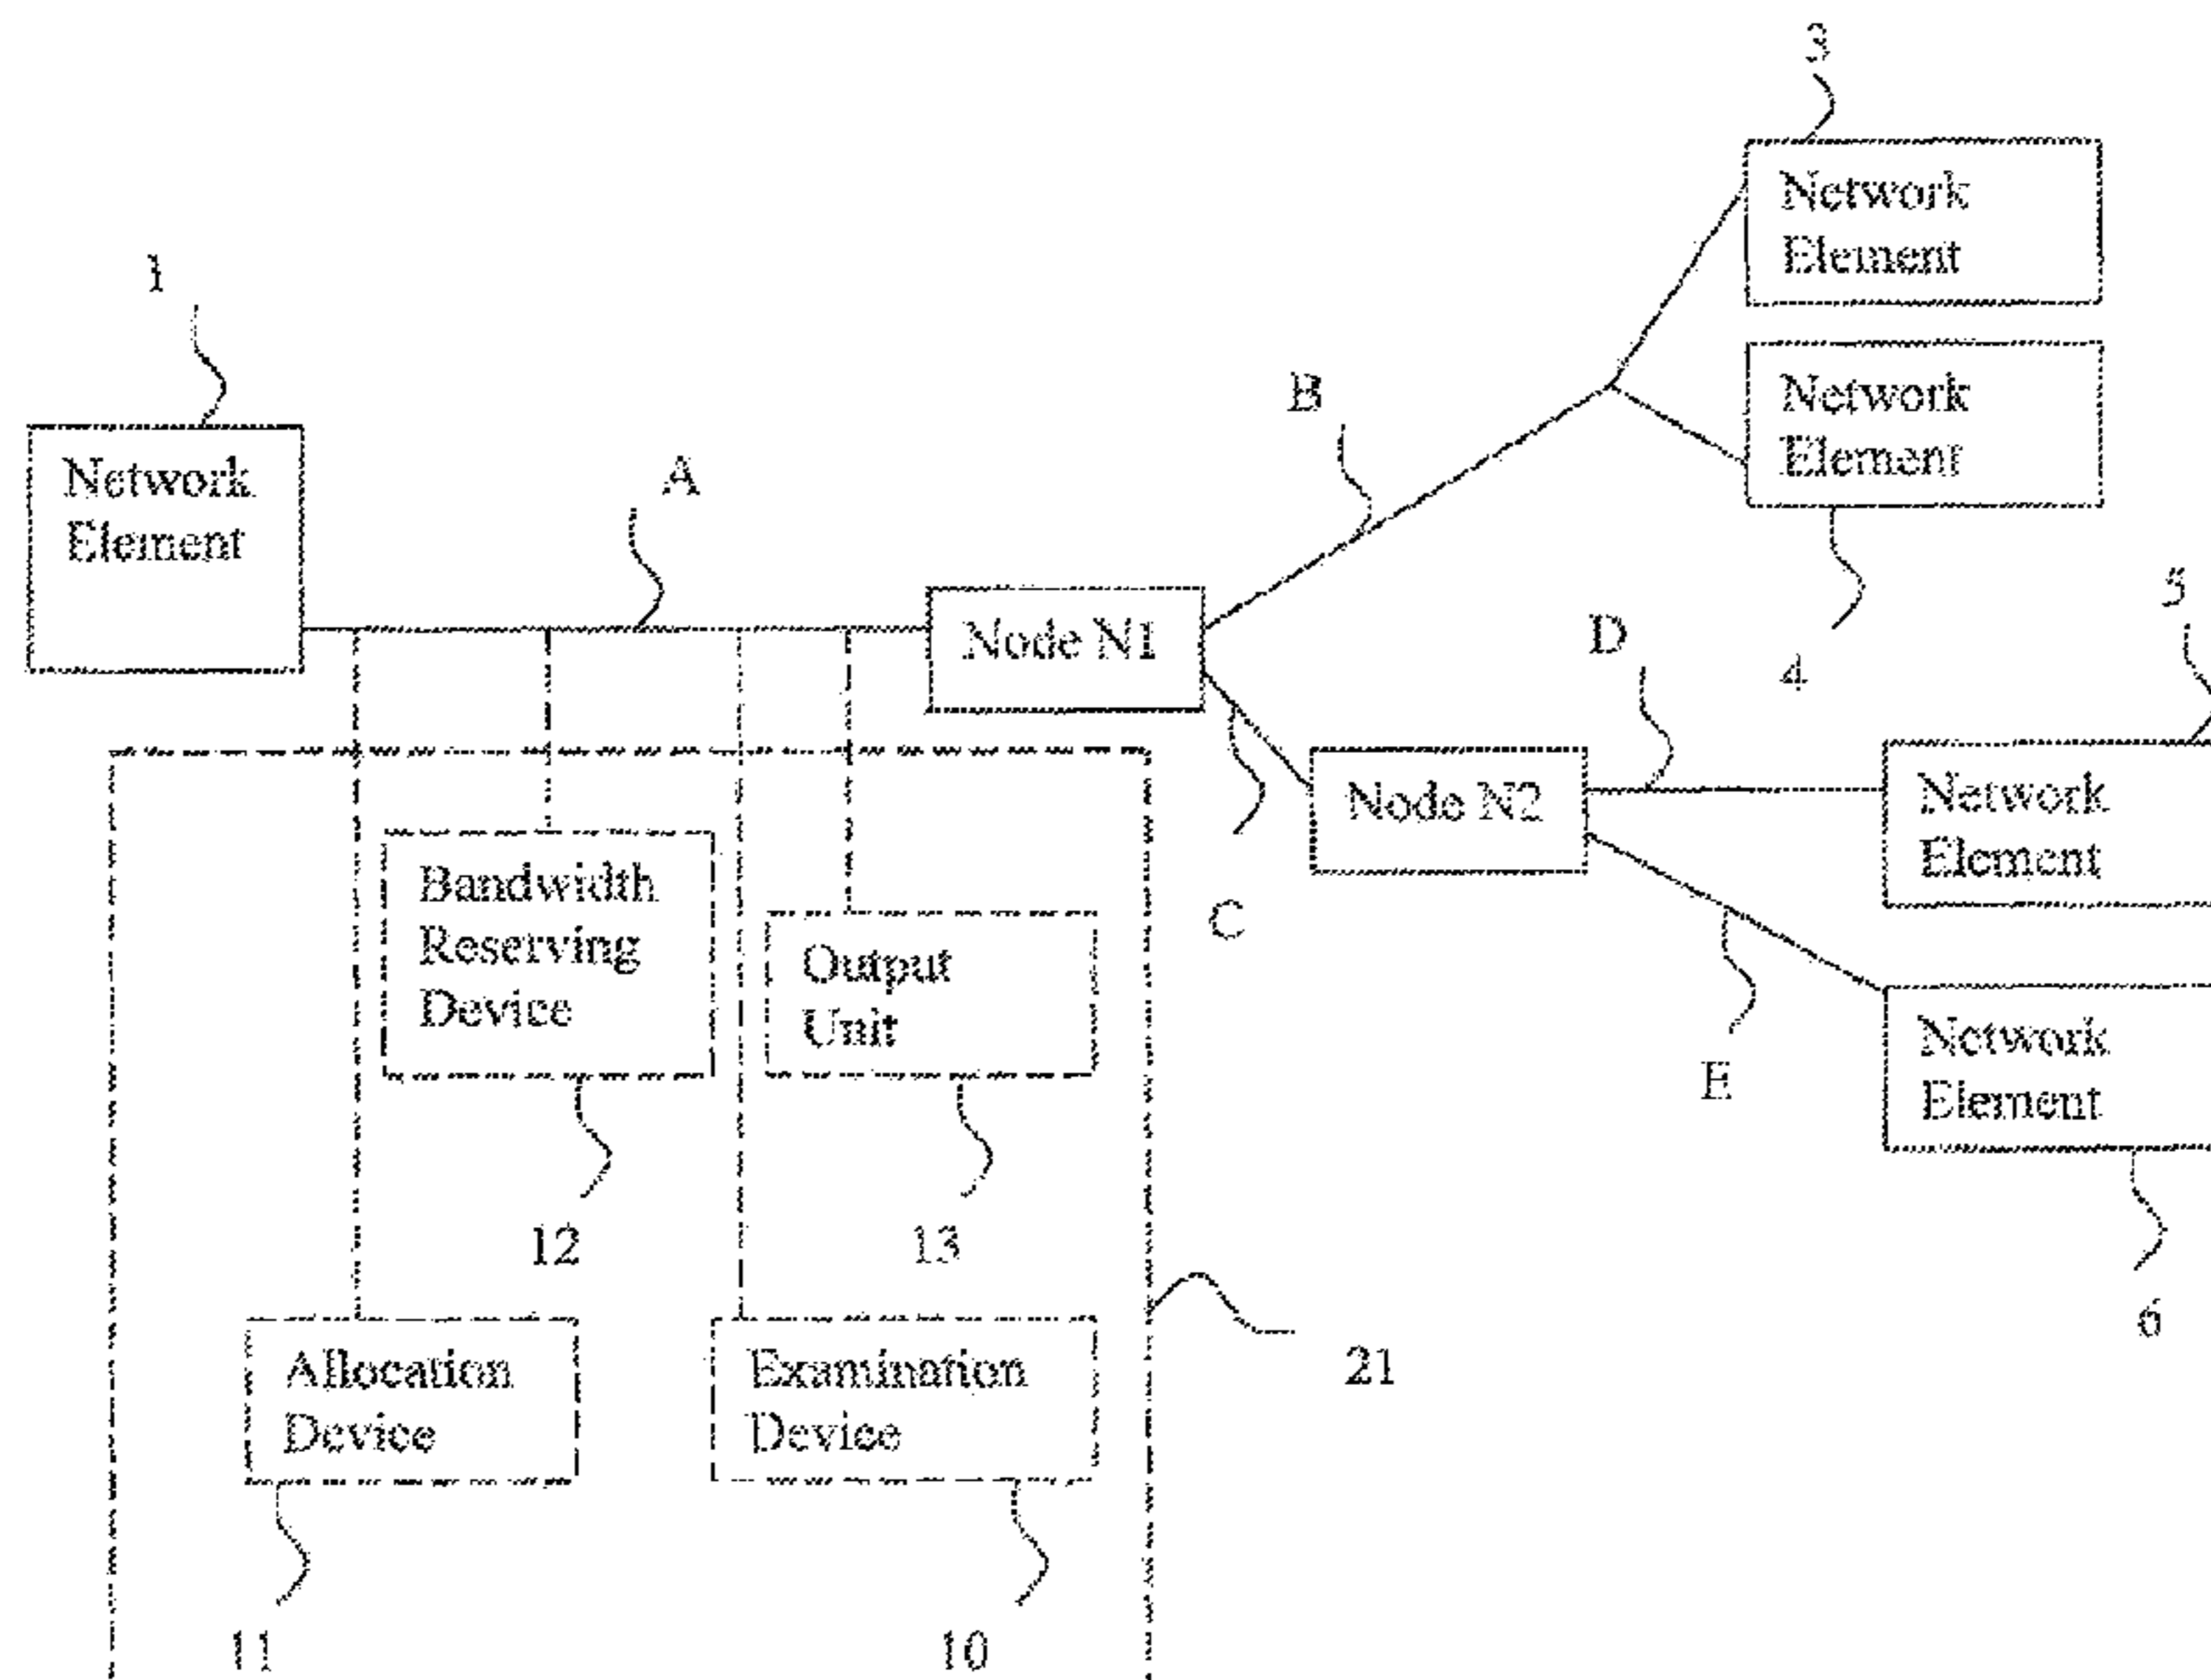 3
Network
Element
1
Network
Element
B
Network
Element
A
5
Node N1
D
4
Network
Element
Node N2
Bandwidth
Reserving
Device
C
Output
Unit
Network
Element
E
12
13
6
Allocation
Device
Examination
Device
21
11
10